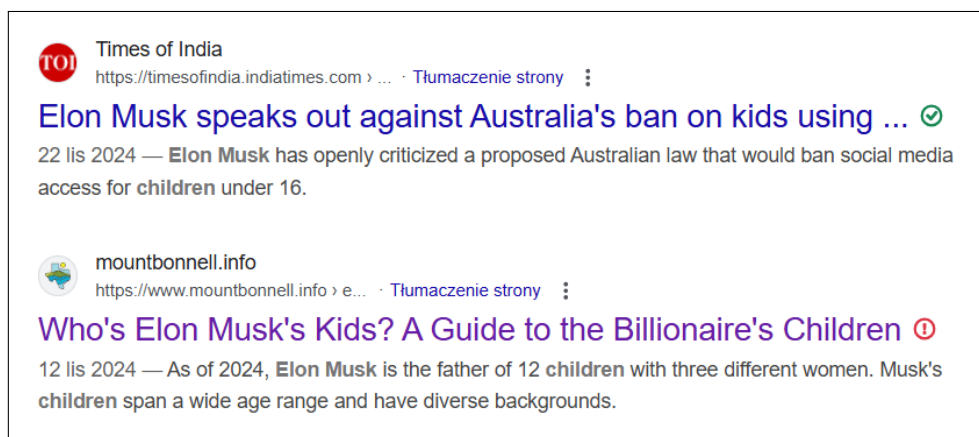 TOI
Times of India
https://timesofindia.indiatimes.com › ... · Tłumaczenie strony
Elon Musk speaks out against Australia's ban on kids using ...
22 lis 2024 — Elon Musk has openly criticized a proposed Australian law that would ban social media
access for children under 16.
mountbonnell.info
https://www.mountbonnell.info › e... · Tłumaczenie strony
Who's Elon Musk's Kids? A Guide to the Billionaire's Children
12 lis 2024 — As of 2024, Elon Musk is the father of 12 children with three different women. Musk's
children span a wide age range and have diverse backgrounds.